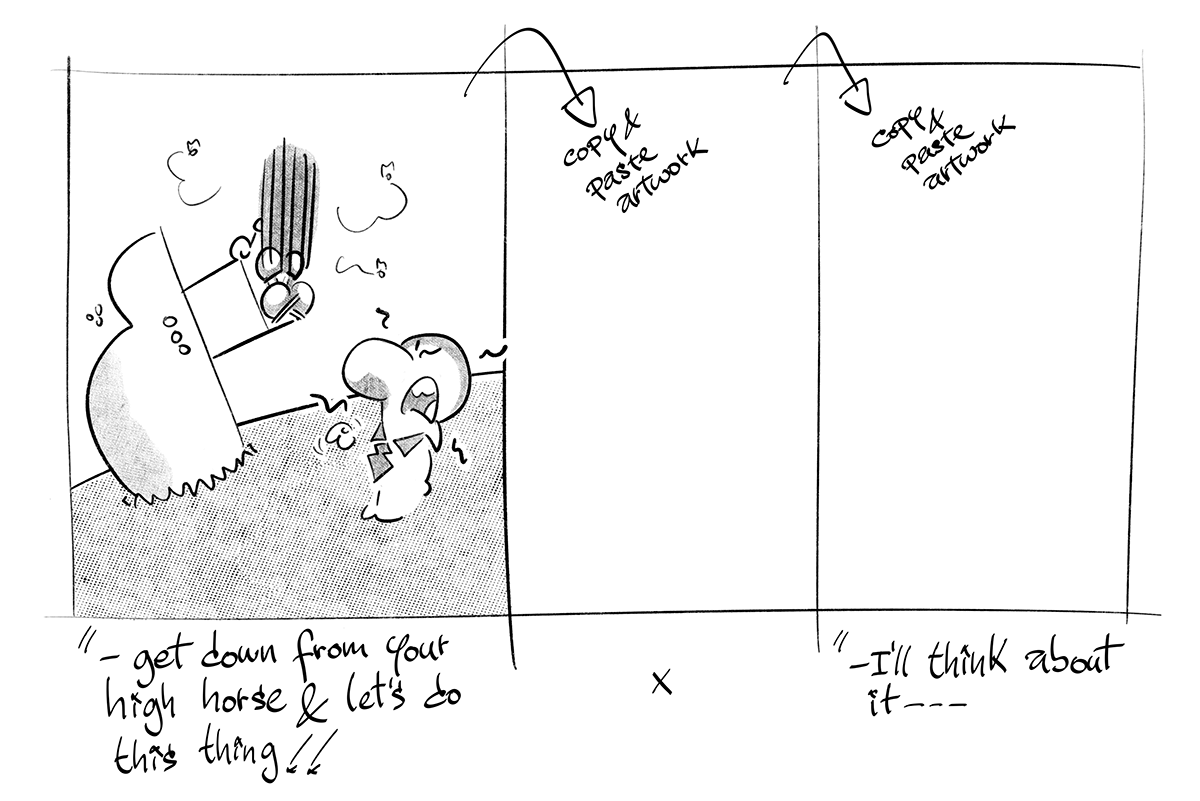 copy &
paste
artwork
copy &
paste
artwork
"– get down from your
high horse & let's do
this thing!!
x
"–I'll think about
it---